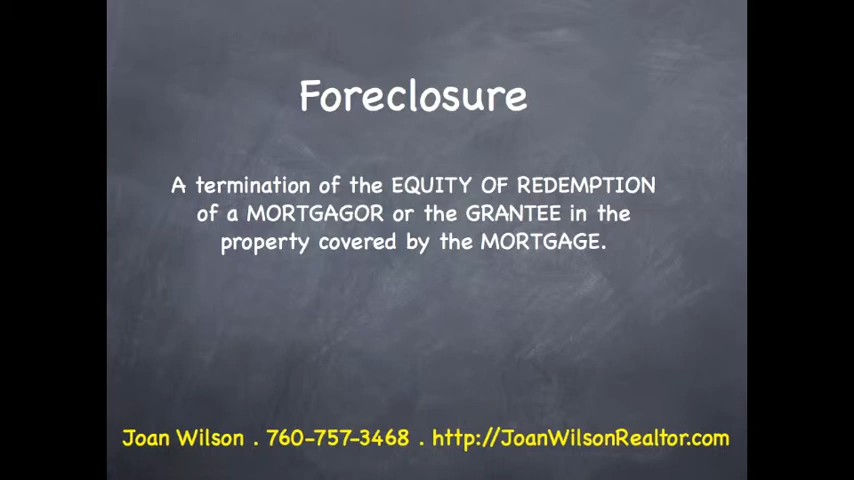 Foreclosure
A termination of the EQUITY OF REDEMPTION
of a MORTGAGOR or the GRANTEE in the
property covered by the MORTGAGE.
Joan Wilson . 760-757-3468 . http://JoanWilsonRealtor.com